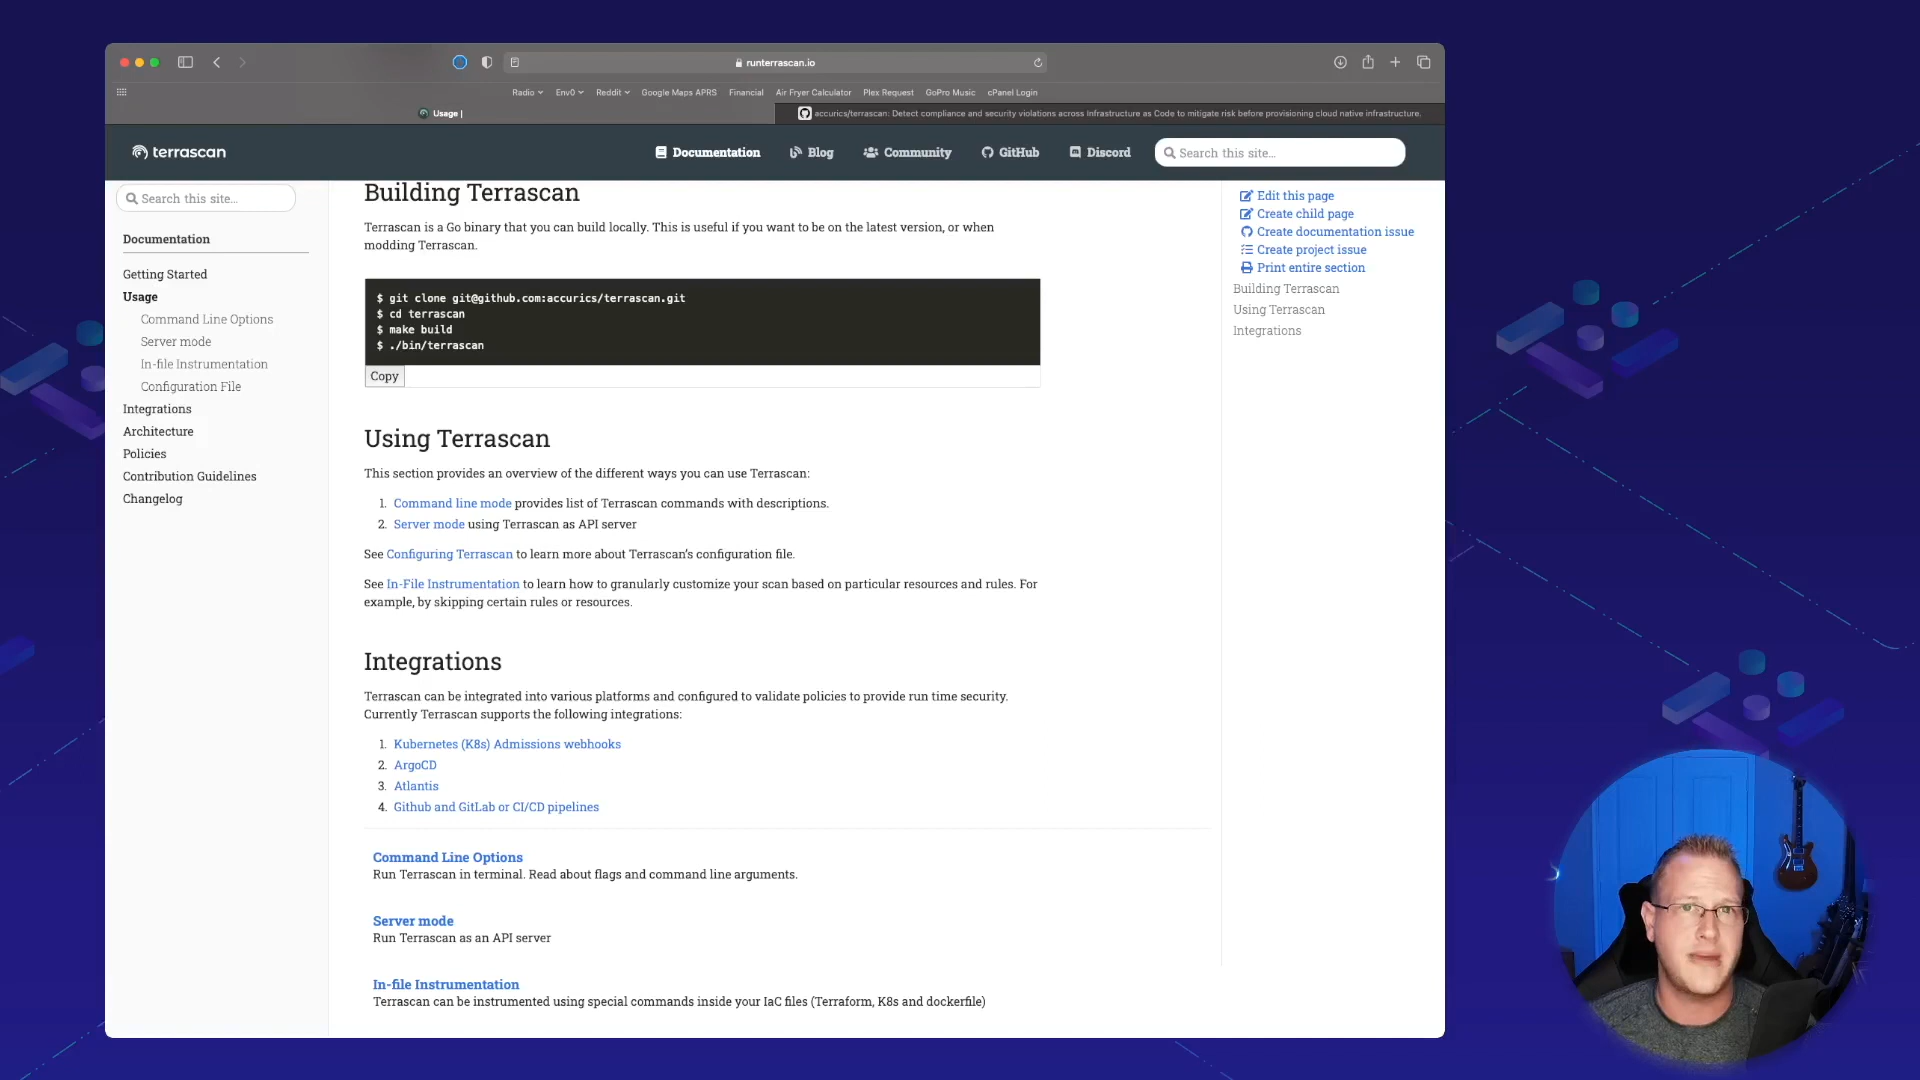 runterrascan.io
Radio
Env0
Reddit
Google Maps APRS
Financial
Air Fryer Calculator
Plex Request
GoPro Music
cPanel Login
Usage |
accurics/terrascan: Detect compliance and security violations across Infrastructure as Code to mitigate risk before provisioning cloud native infrastructure.
terrascan
Documentation
Blog
Community
GitHub
Discord
Search this site...
Search this site...
Documentation
Getting Started
Usage
Command Line Options
Server mode
In-file Instrumentation
Configuration File
Integrations
Architecture
Policies
Contribution Guidelines
Changelog
Building Terrascan
Terrascan is a Go binary that you can build locally. This is useful if you want to be on the latest version, or when
modding Terrascan.
$ git clone git@github.com:accurics/terrascan.git
$ cd terrascan
$ make build
$ ./bin/terrascan
Copy
Using Terrascan
This section provides an overview of the different ways you can use Terrascan:
1. Command line mode provides list of Terrascan commands with descriptions.
2. Server mode using Terrascan as API server
See Configuring Terrascan to learn more about Terrascan's configuration file.
See In-File Instrumentation to learn how to granularly customize your scan based on particular resources and rules. For
example, by skipping certain rules or resources.
Integrations
Terrascan can be integrated into various platforms and configured to validate policies to provide run time security.
Currently Terrascan supports the following integrations:
1. Kubernetes (K8s) Admissions webhooks
2. ArgoCD
3. Atlantis
4. Github and GitLab or CI/CD pipelines
Command Line Options
Run Terrascan in terminal. Read about flags and command line arguments.
Server mode
Run Terrascan as an API server
In-file Instrumentation
Terrascan can be instrumented using special commands inside your IaC files (Terraform, K8s and dockerfile)
Edit this page
Create child page
Create documentation issue
Create project issue
Print entire section
Building Terrascan
Using Terrascan
Integrations